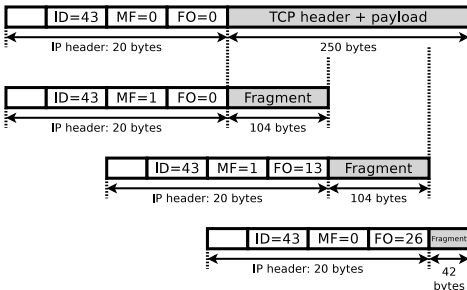 ID=43 MF=0 FO=0 TCP header + payload
IP header: 20 bytes 250 bytes
ID=43 MF=1 FO=0 Fragment
IP header: 20 bytes 104 bytes
ID=43 MF=1 FO=13 Fragment
IP header: 20 bytes 104 bytes
ID=43 MF=0 FO=26 Fragment
IP header: 20 bytes 42
bytes